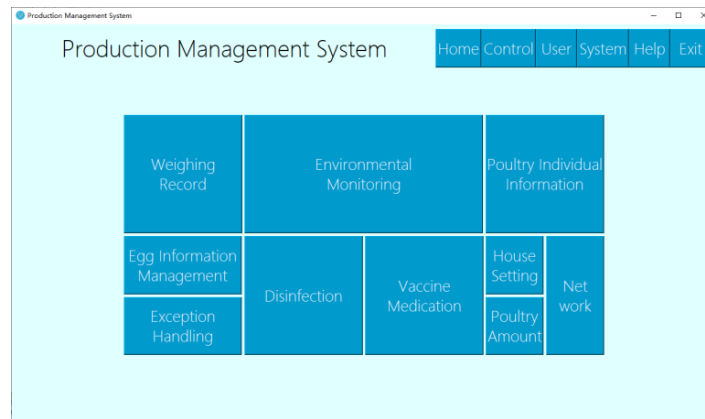 Production Management System
Production Management System
Home Control User System Help Exit
Weighing
Record
Environmental
Monitoring
Poultry Individual
Information
Egg Information
Management
Exception
Handling
Disinfection
Vaccine
Medication
House
Setting
Poultry
Amount
Net
work